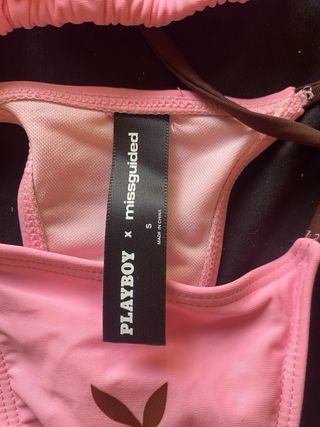 PLAYBOY x missguided
S
MADE IN CHINA